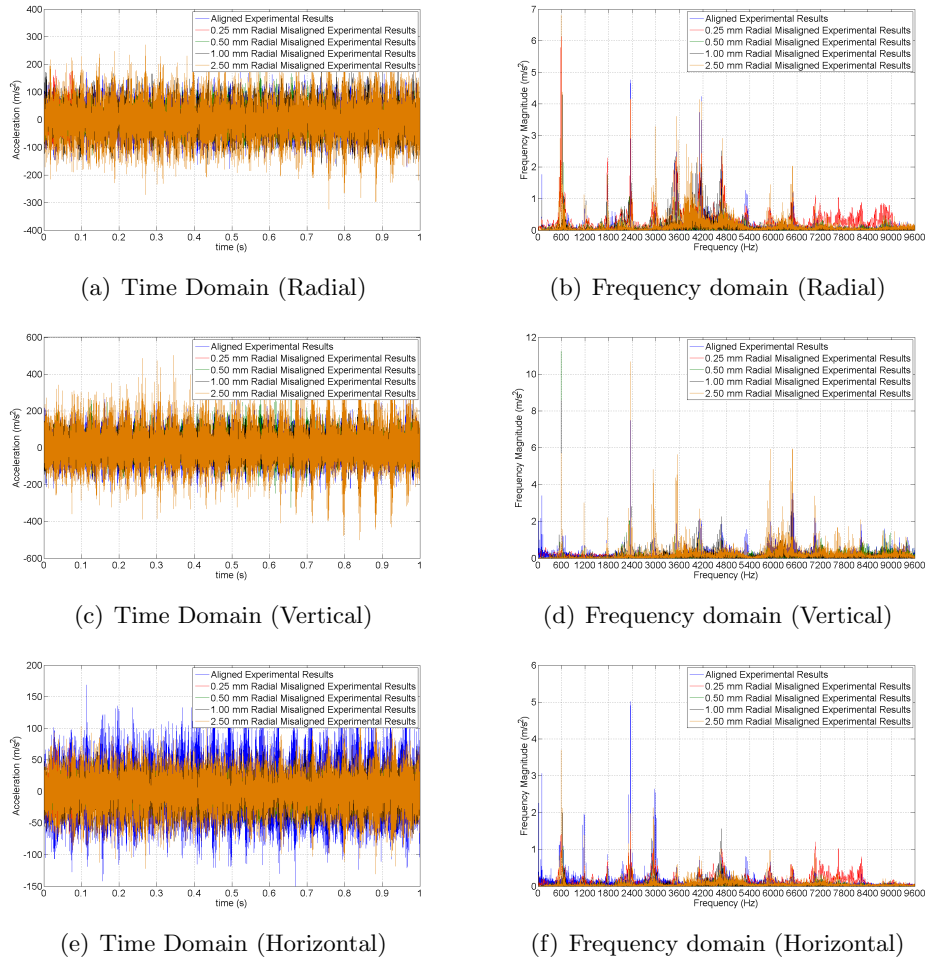 Aligned Experimental Results
0.25 mm Radial Misaligned Experimental Results
0.50 mm Radial Misaligned Experimental Results
1.00 mm Radial Misaligned Experimental Results
2.50 mm Radial Misaligned Experimental Results
400
300
200
100
0
-100
-200
-300
-400
Acceleration (m/s²)
0 0.1 0.2 0.3 0.4 0.5 0.6 0.7 0.8 0.9 1
time (s)
(a) Time Domain (Radial)
Aligned Experimental Results
0.25 mm Radial Misaligned Experimental Results
0.50 mm Radial Misaligned Experimental Results
1.00 mm Radial Misaligned Experimental Results
2.50 mm Radial Misaligned Experimental Results
7
6
5
4
3
2
1
0
Frequency Magnitude (m/s²)
0 600 1200 1800 2400 3000 3600 4200 4800 5400 6000 6600 7200 7800 8400 9000 9600
Frequency (Hz)
(b) Frequency domain (Radial)
Aligned Experimental Results
0.25 mm Radial Misaligned Experimental Results
0.50 mm Radial Misaligned Experimental Results
1.00 mm Radial Misaligned Experimental Results
2.50 mm Radial Misaligned Experimental Results
600
400
200
0
-200
-400
-600
Acceleration (m/s²)
0 0.1 0.2 0.3 0.4 0.5 0.6 0.7 0.8 0.9 1
time (s)
(c) Time Domain (Vertical)
Aligned Experimental Results
0.25 mm Radial Misaligned Experimental Results
0.50 mm Radial Misaligned Experimental Results
1.00 mm Radial Misaligned Experimental Results
2.50 mm Radial Misaligned Experimental Results
12
10
8
6
4
2
0
Frequency Magnitude (m/s²)
0 600 1200 1800 2400 3000 3600 4200 4800 5400 6000 6600 7200 7800 8400 9000 9600
Frequency (Hz)
(d) Frequency domain (Vertical)
Aligned Experimental Results
0.25 mm Radial Misaligned Experimental Results
0.50 mm Radial Misaligned Experimental Results
1.00 mm Radial Misaligned Experimental Results
2.50 mm Radial Misaligned Experimental Results
200
150
100
50
0
-50
-100
-150
Acceleration (m/s²)
0 0.1 0.2 0.3 0.4 0.5 0.6 0.7 0.8 0.9 1
time (s)
(e) Time Domain (Horizontal)
Aligned Experimental Results
0.25 mm Radial Misaligned Experimental Results
0.50 mm Radial Misaligned Experimental Results
1.00 mm Radial Misaligned Experimental Results
2.50 mm Radial Misaligned Experimental Results
6
5
4
3
2
1
0
Frequency Magnitude (m/s²)
0 600 1200 1800 2400 3000 3600 4200 4800 5400 6000 6600 7200 7800 8400 9000 9600
Frequency (Hz)
(f) Frequency domain (Horizontal)